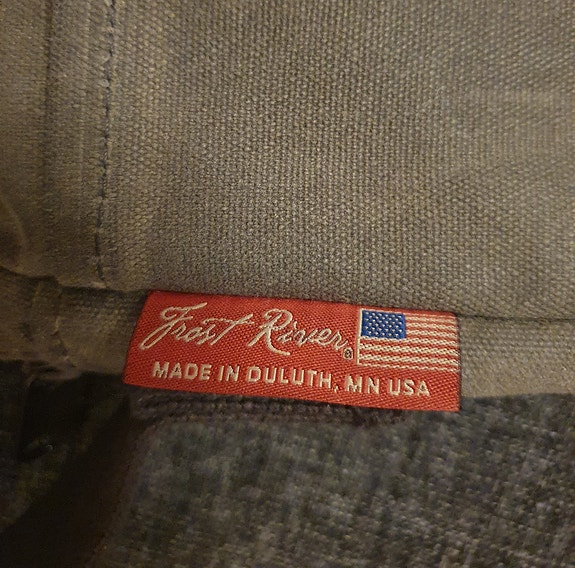 Frost River®
MADE IN DULUTH, MN USA